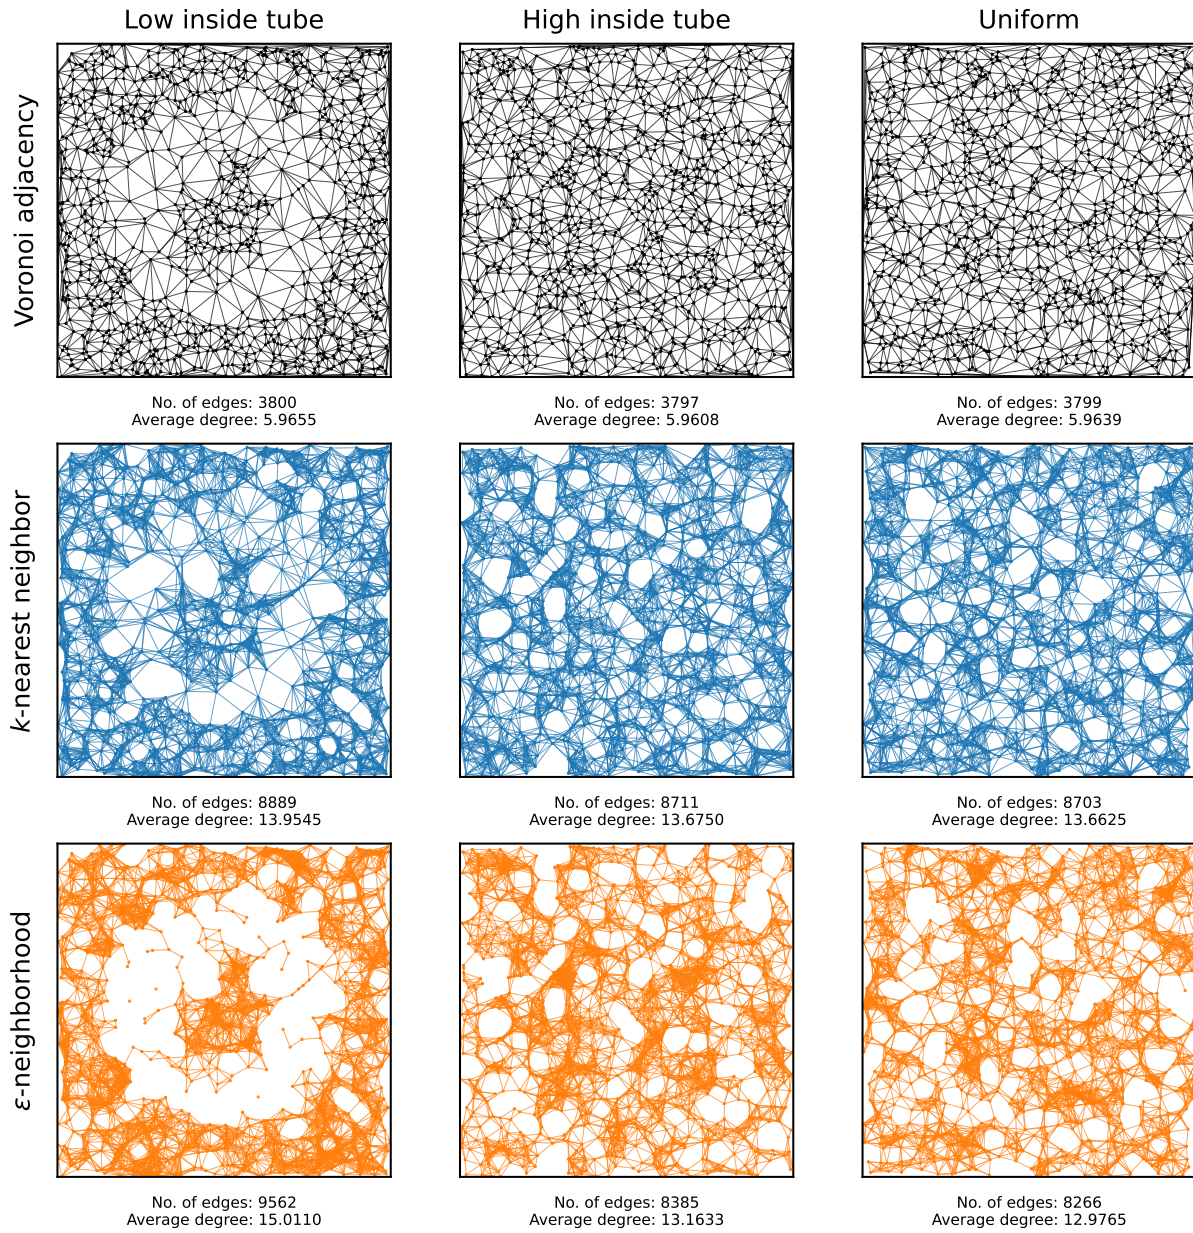 Low inside tube
High inside tube
Uniform
Voronoi adjacency
No. of edges: 3800
Average degree: 5.9655
No. of edges: 3797
Average degree: 5.9608
No. of edges: 3799
Average degree: 5.9639
k-nearest neighbor
No. of edges: 8889
Average degree: 13.9545
No. of edges: 8711
Average degree: 13.6750
No. of edges: 8703
Average degree: 13.6625
ε-neighborhood
No. of edges: 9562
Average degree: 15.0110
No. of edges: 8385
Average degree: 13.1633
No. of edges: 8266
Average degree: 12.9765